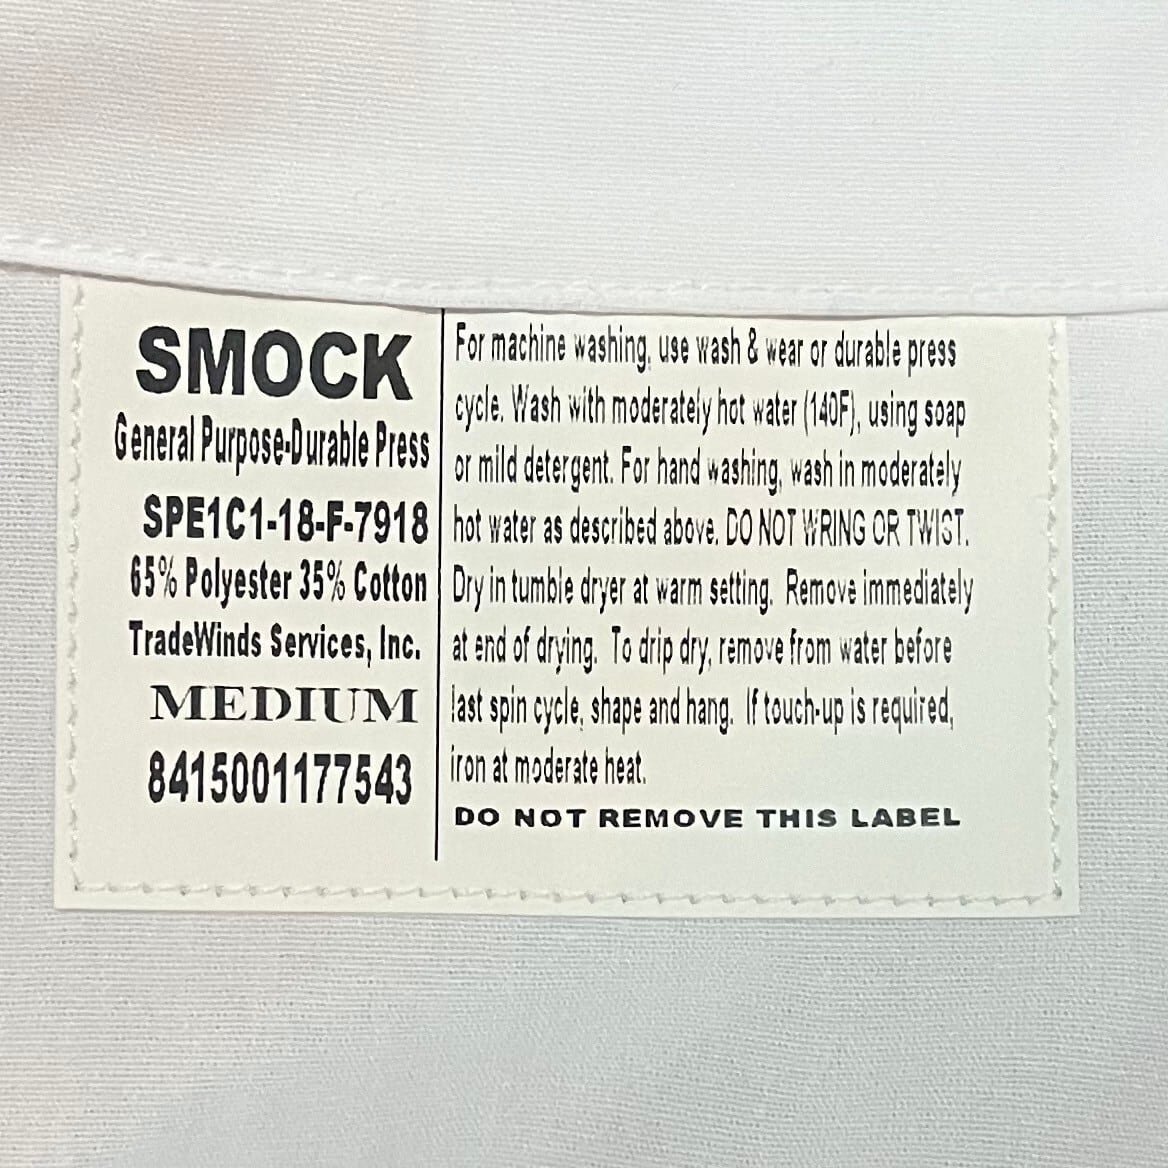 SMOCK
General Purpose-Durable Press
SPE1C1-18-F-7918
65% Polyester 35% Cotton
TradeWinds Services, Inc.
MEDIUM
8415001177543
For machine washing, use wash & wear or durable press
cycle. Wash with moderately hot water (140F), using soap
or mild detergent. For hand washing, wash in moderately
hot water as described above. DO NOT WRING OR TWIST.
Dry in tumble dryer at warm setting. Remove immediately
at end of drying. To drip dry, remove from water before
last spin cycle, shape and hang. If touch-up is required,
iron at moderate heat.
DO NOT REMOVE THIS LABEL